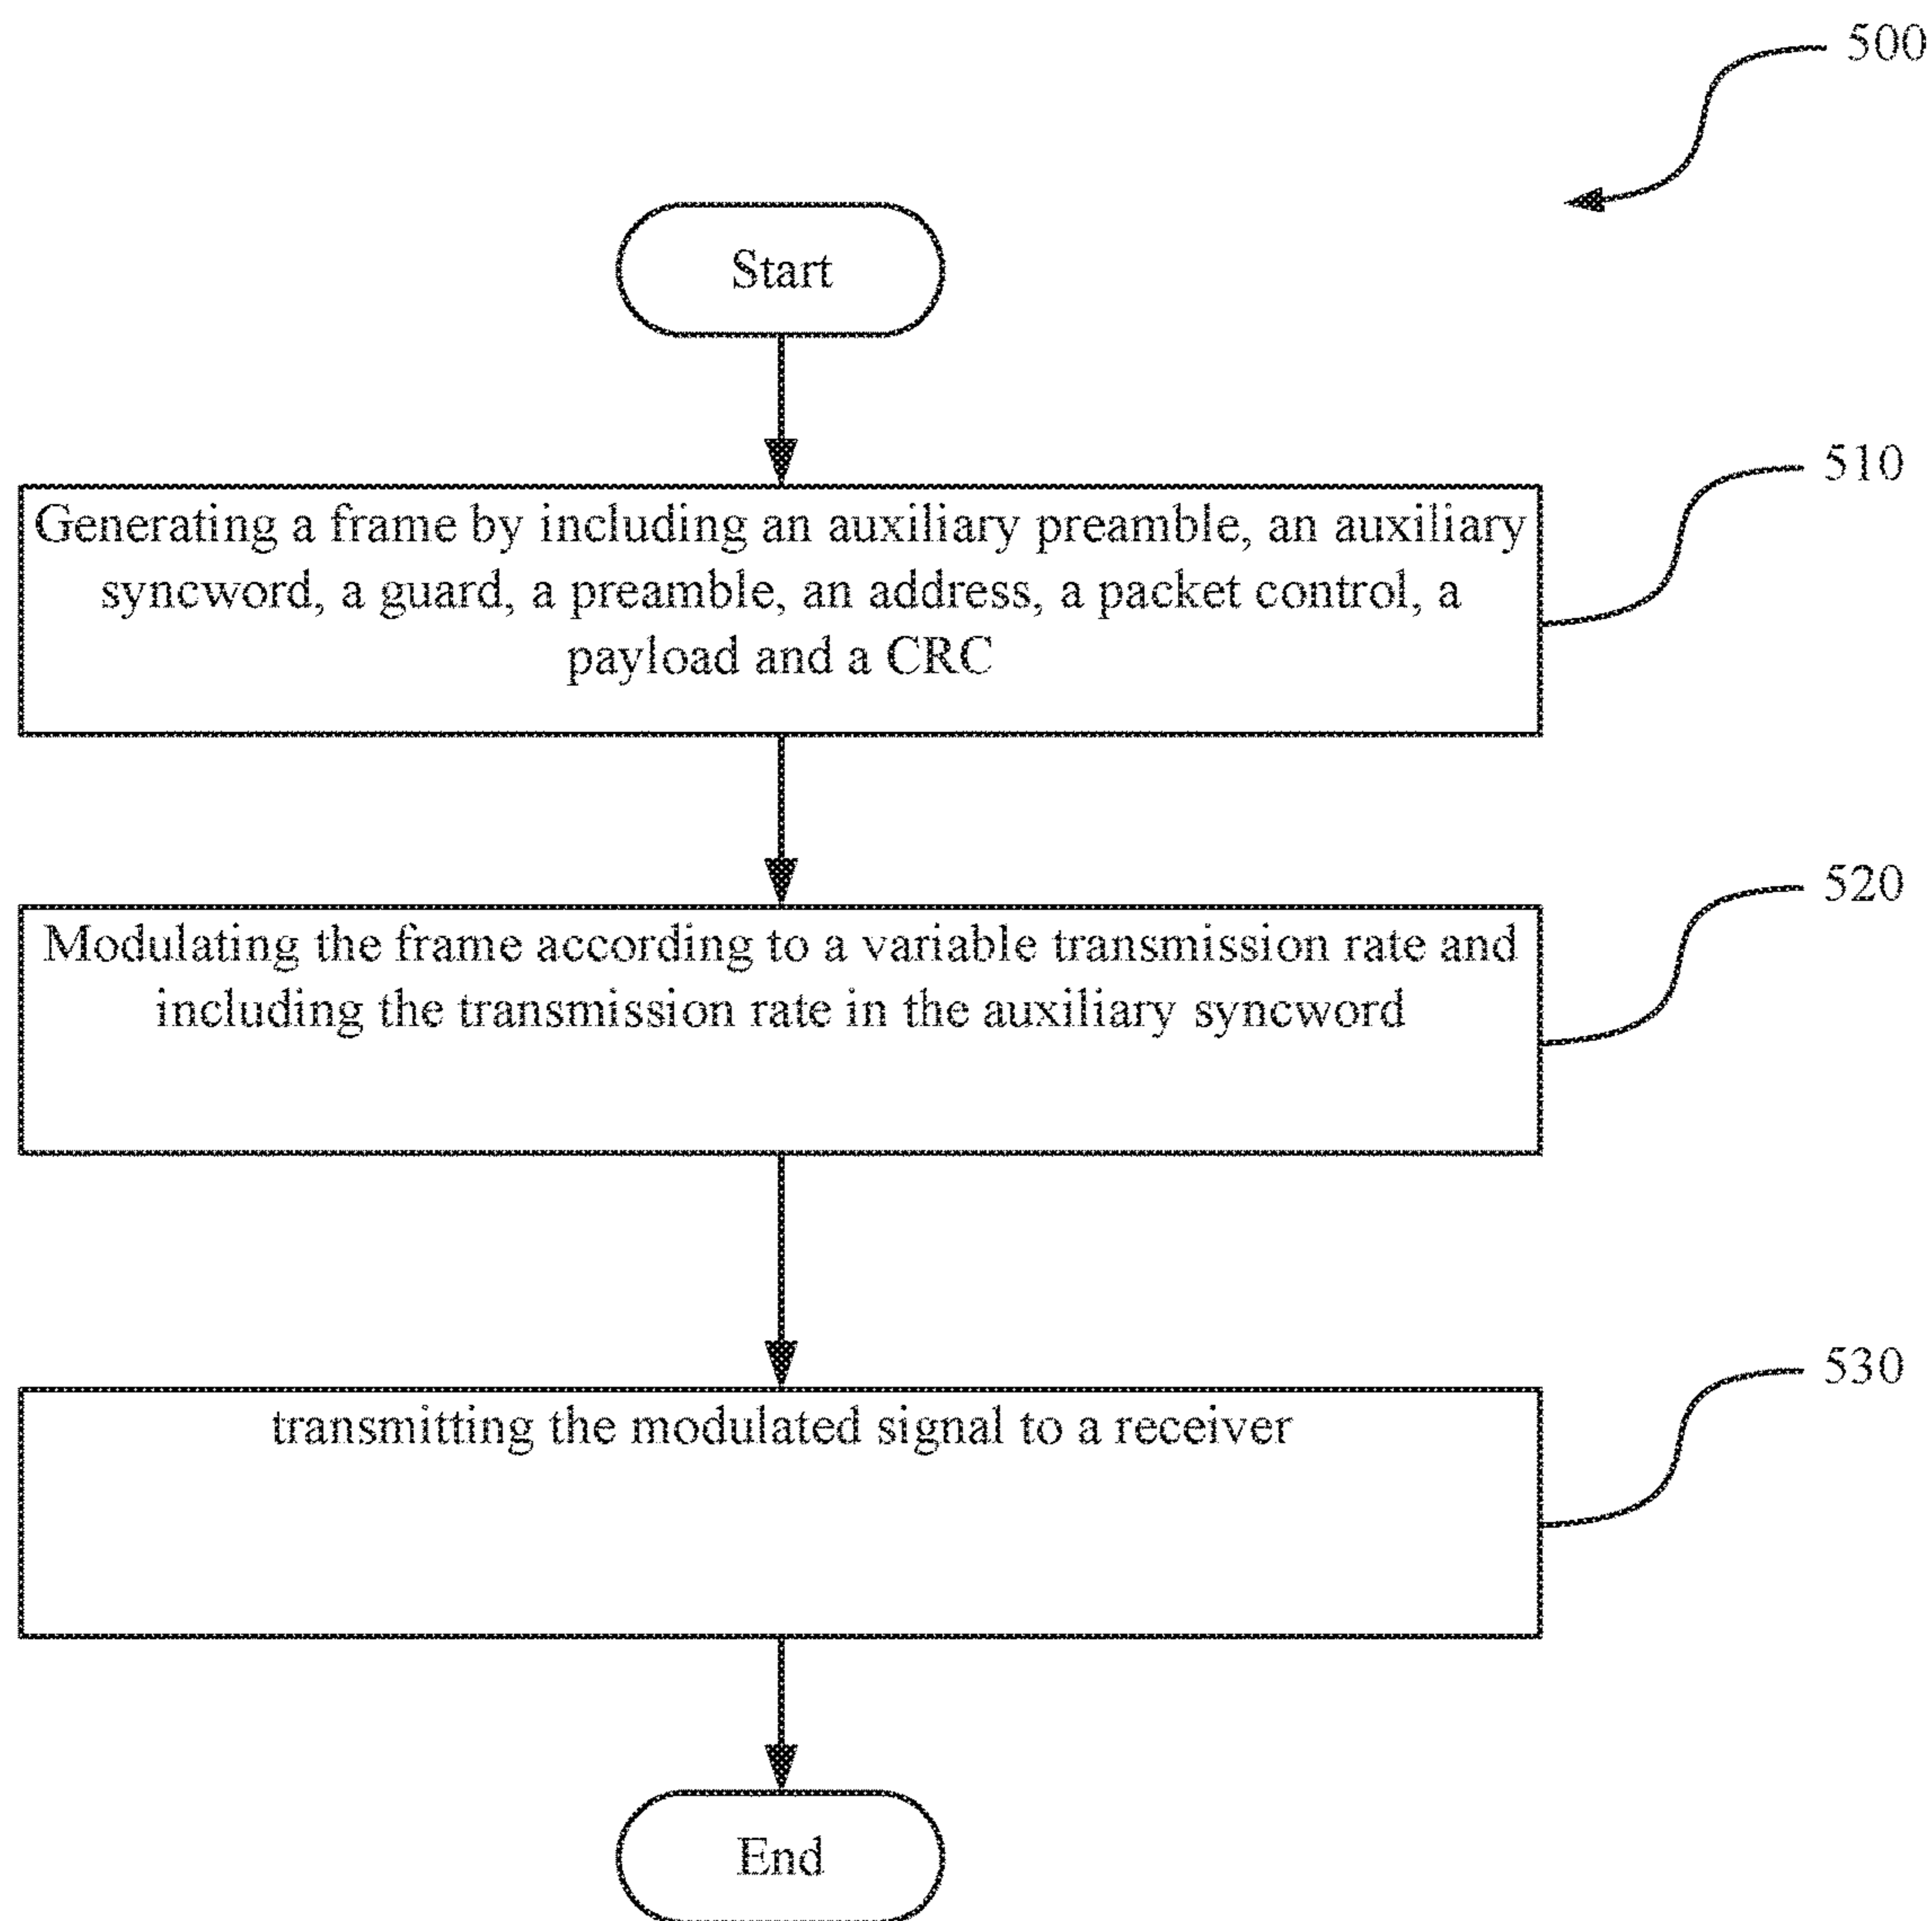 500
Start
510
Generating a frame by including an auxiliary preamble, an auxiliary
syncword, a guard, a preamble, an address, a packet control, a
payload and a CRC
520
Modulating the frame according to a variable transmission rate and
including the transmission rate in the auxiliary syncword
530
transmitting the modulated signal to a receiver
End